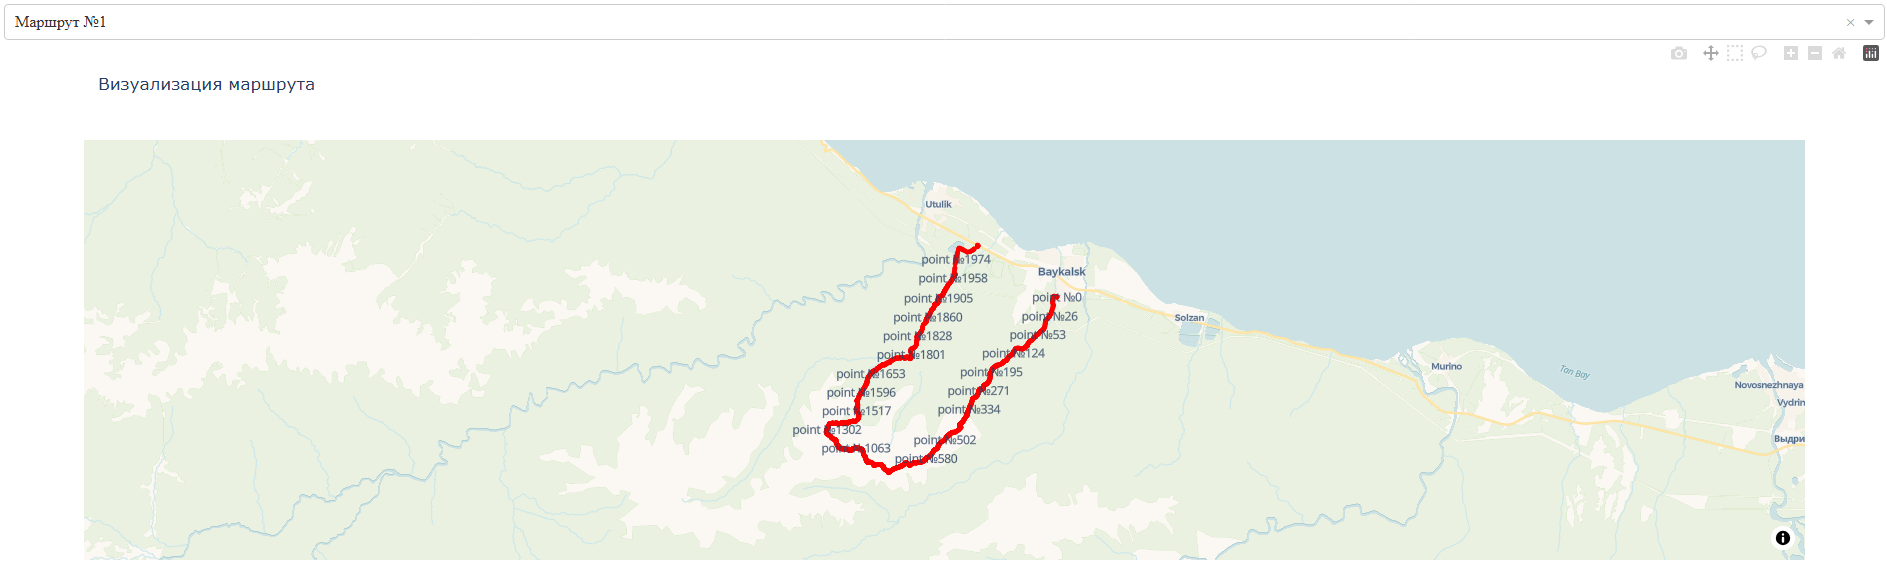 Маршрут №1
Визуализация маршрута
Utulik
point №1974
Baykalsk
point №1958
point №1905
point №0
point №1860
point №26
Solzan
point №1828
point №53
point №1801
point №124
Murino
point №1653
point №195
Tan Bay
Novosnezhnaya
point №1596
point №271
Vydrin
point №1517
point №334
point №1302
point №502
Выдри
point №1063
point №580